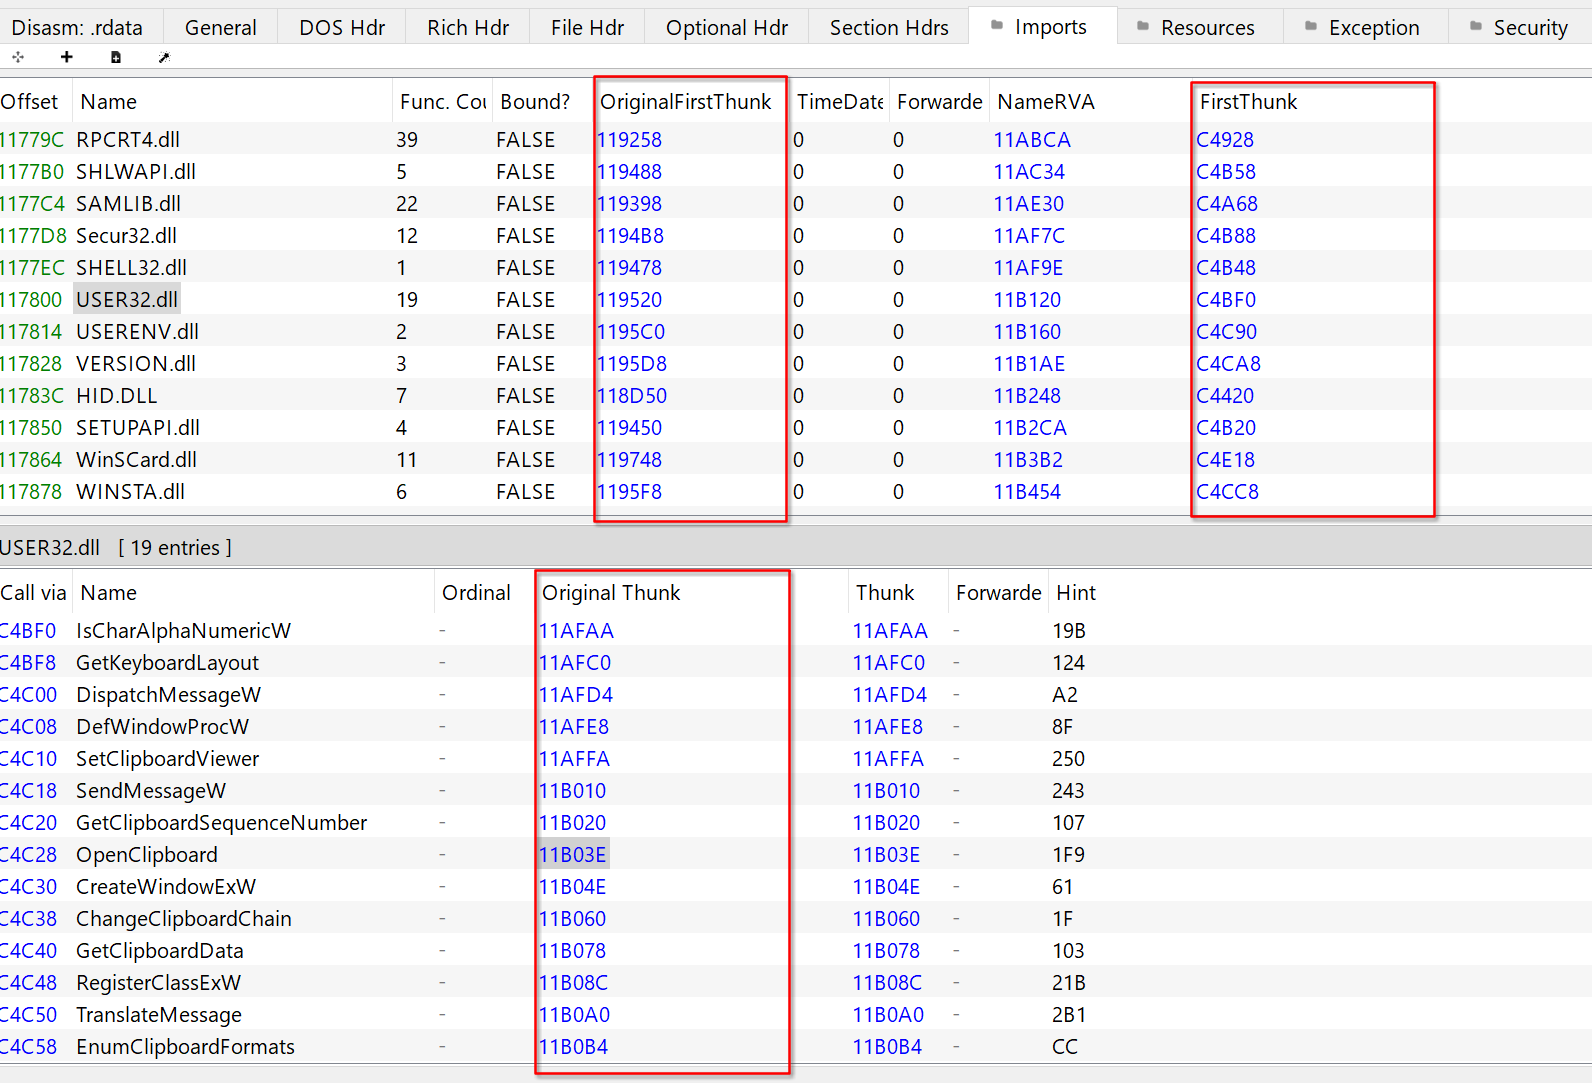 Disasm: .rdata General DOS Hdr Rich Hdr File Hdr Optional Hdr Section Hdrs Imports Resources Exception Security
Offset Name Func. Cou Bound? OriginalFirstThunk TimeDate Forwarde NameRVA FirstThunk
11779C RPCRT4.dll 39 FALSE 119258 0 0 11ABCA C4928
1177B0 SHLWAPI.dll 5 FALSE 119488 0 0 11AC34 C4B58
1177C4 SAMLIB.dll 22 FALSE 119398 0 0 11AE30 C4A68
1177D8 Secur32.dll 12 FALSE 1194B8 0 0 11AF7C C4B88
1177EC SHELL32.dll 1 FALSE 119478 0 0 11AF9E C4B48
117800 USER32.dll 19 FALSE 119520 0 0 11B120 C4BF0
117814 USERENV.dll 2 FALSE 1195C0 0 0 11B160 C4C90
117828 VERSION.dll 3 FALSE 1195D8 0 0 11B1AE C4CA8
11783C HID.DLL 7 FALSE 118D50 0 0 11B248 C4420
117850 SETUPAPI.dll 4 FALSE 119450 0 0 11B2CA C4B20
117864 WinSCard.dll 11 FALSE 119748 0 0 11B3B2 C4E18
117878 WINSTA.dll 6 FALSE 1195F8 0 0 11B454 C4CC8
USER32.dll [ 19 entries ]
Call via Name Ordinal Original Thunk Thunk Forwarde Hint
C4BF0 IsCharAlphaNumericW - 11AFAA 11AFAA - 19B
C4BF8 GetKeyboardLayout - 11AFC0 11AFC0 - 124
C4C00 DispatchMessageW - 11AFD4 11AFD4 - A2
C4C08 DefWindowProcW - 11AFE8 11AFE8 - 8F
C4C10 SetClipboardViewer - 11AFFA 11AFFA - 250
C4C18 SendMessageW - 11B010 11B010 - 243
C4C20 GetClipboardSequenceNumber - 11B020 11B020 - 107
C4C28 OpenClipboard - 11B03E 11B03E - 1F9
C4C30 CreateWindowExW - 11B04E 11B04E - 61
C4C38 ChangeClipboardChain - 11B060 11B060 - 1F
C4C40 GetClipboardData - 11B078 11B078 - 103
C4C48 RegisterClassExW - 11B08C 11B08C - 21B
C4C50 TranslateMessage - 11B0A0 11B0A0 - 2B1
C4C58 EnumClipboardFormats - 11B0B4 11B0B4 - CC